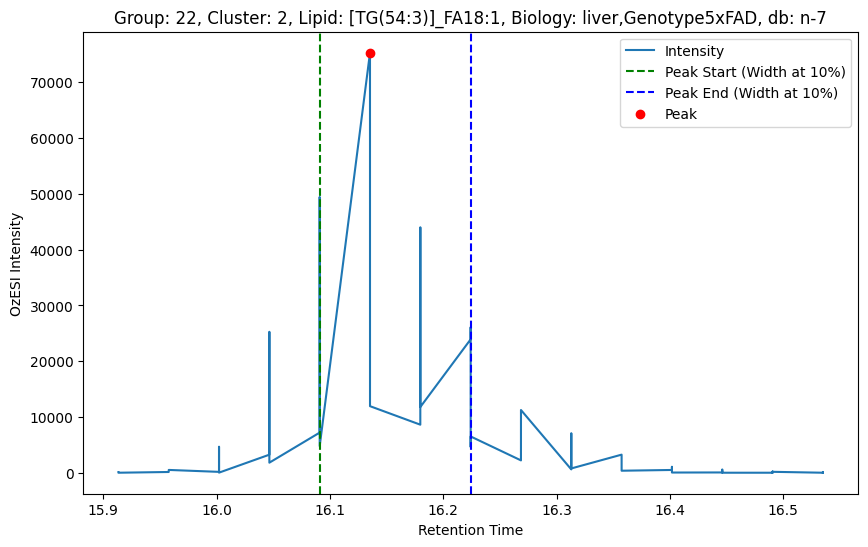 Group: 22, Cluster: 2, Lipid: [TG(54:3)]_FA18:1, Biology: liver,Genotype5xFAD, db: n-7
Intensity
Peak Start (Width at 10%)
Peak End (Width at 10%)
Peak
OzESI Intensity
70000
60000
50000
40000
30000
20000
10000
0
15.9 16.0 16.1 16.2 16.3 16.4 16.5
Retention Time